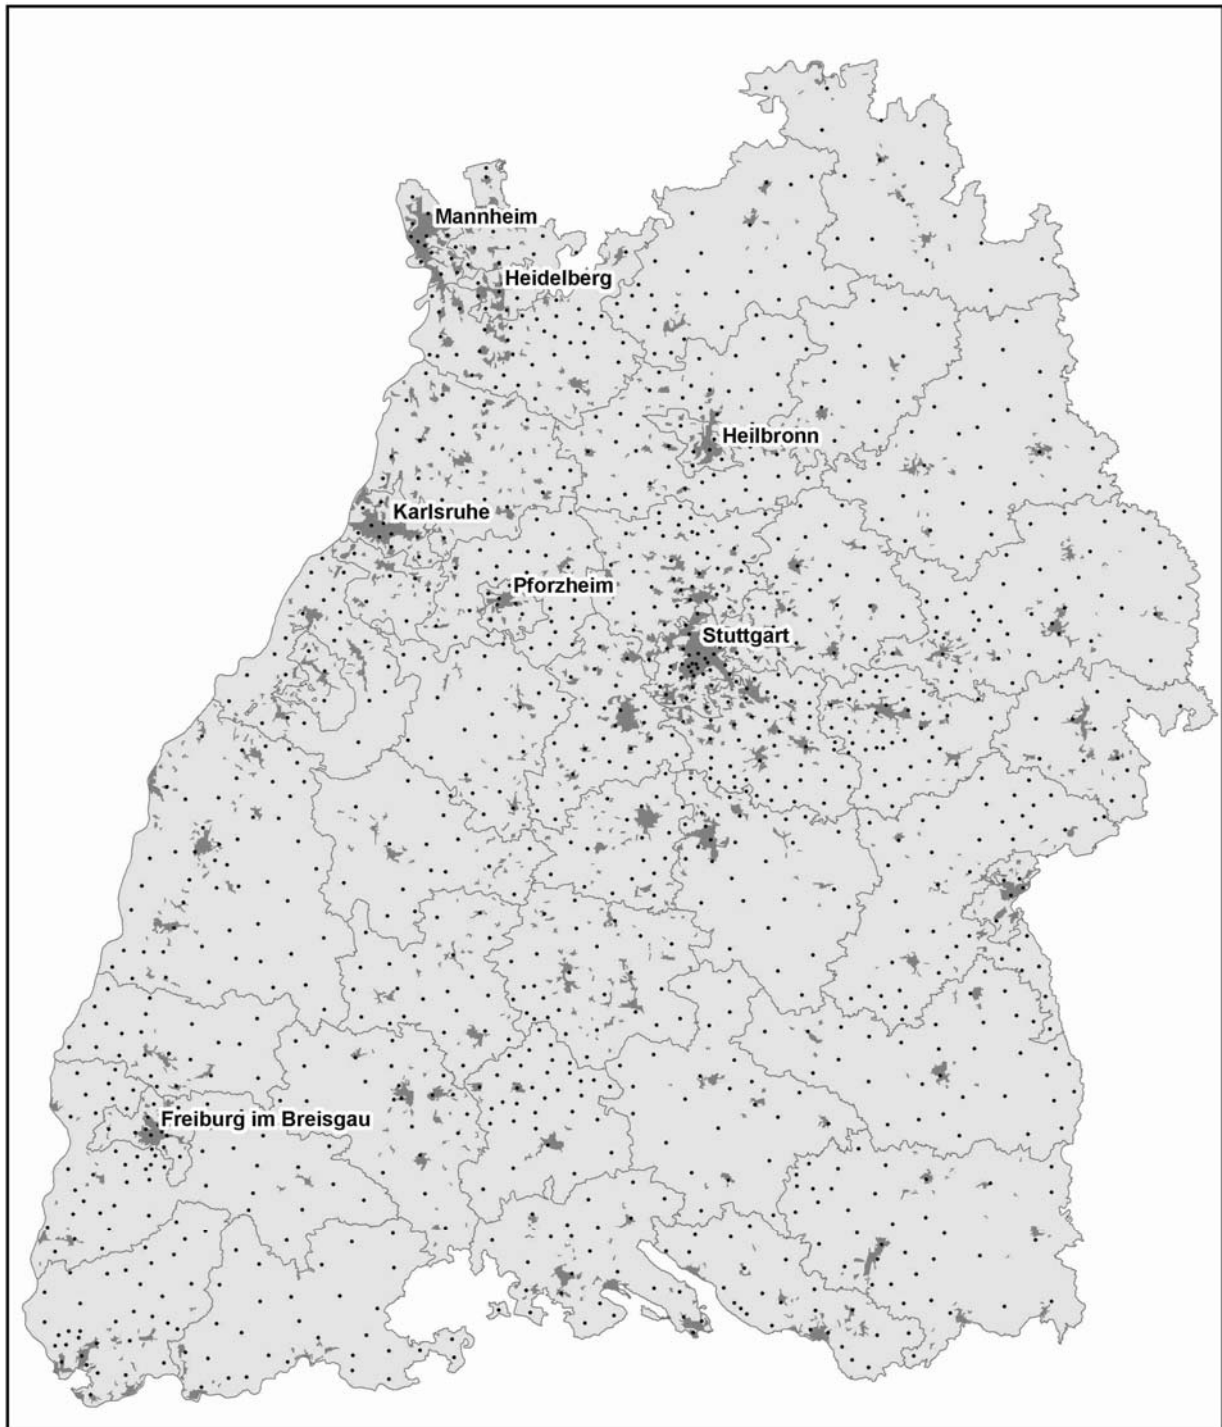 Mannheim
Heidelberg
Heilbronn
Karlsruhe
Pforzheim
Stuttgart
Freiburg im Breisgau